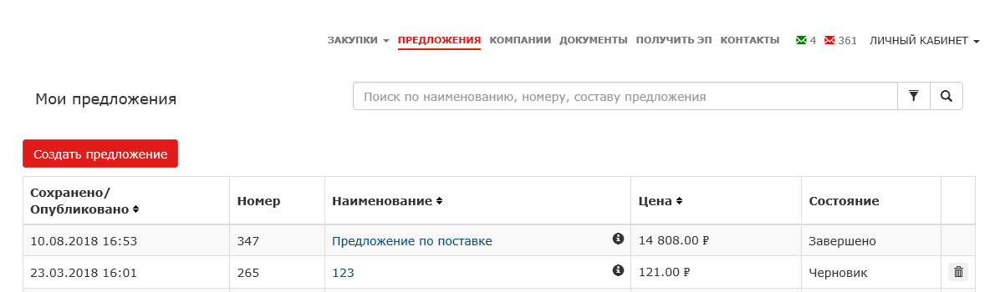 ЗАКУПКИ ПРЕДЛОЖЕНИЯ КОМПАНИИ ДОКУМЕНТЫ ПОЛУЧИТЬ ЭП КОНТАКТЫ 4 361 ЛИЧНЫЙ КАБИНЕТ
Мои предложения
Поиск по наименованию, номеру, составу предложения
Создать предложение
Сохранено/
Опубликовано Номер Наименование Цена Состояние
10.08.2018 16:53 347 Предложение по поставке 14 808.00 ₽ Завершено
23.03.2018 16:01 265 123 121.00 ₽ Черновик